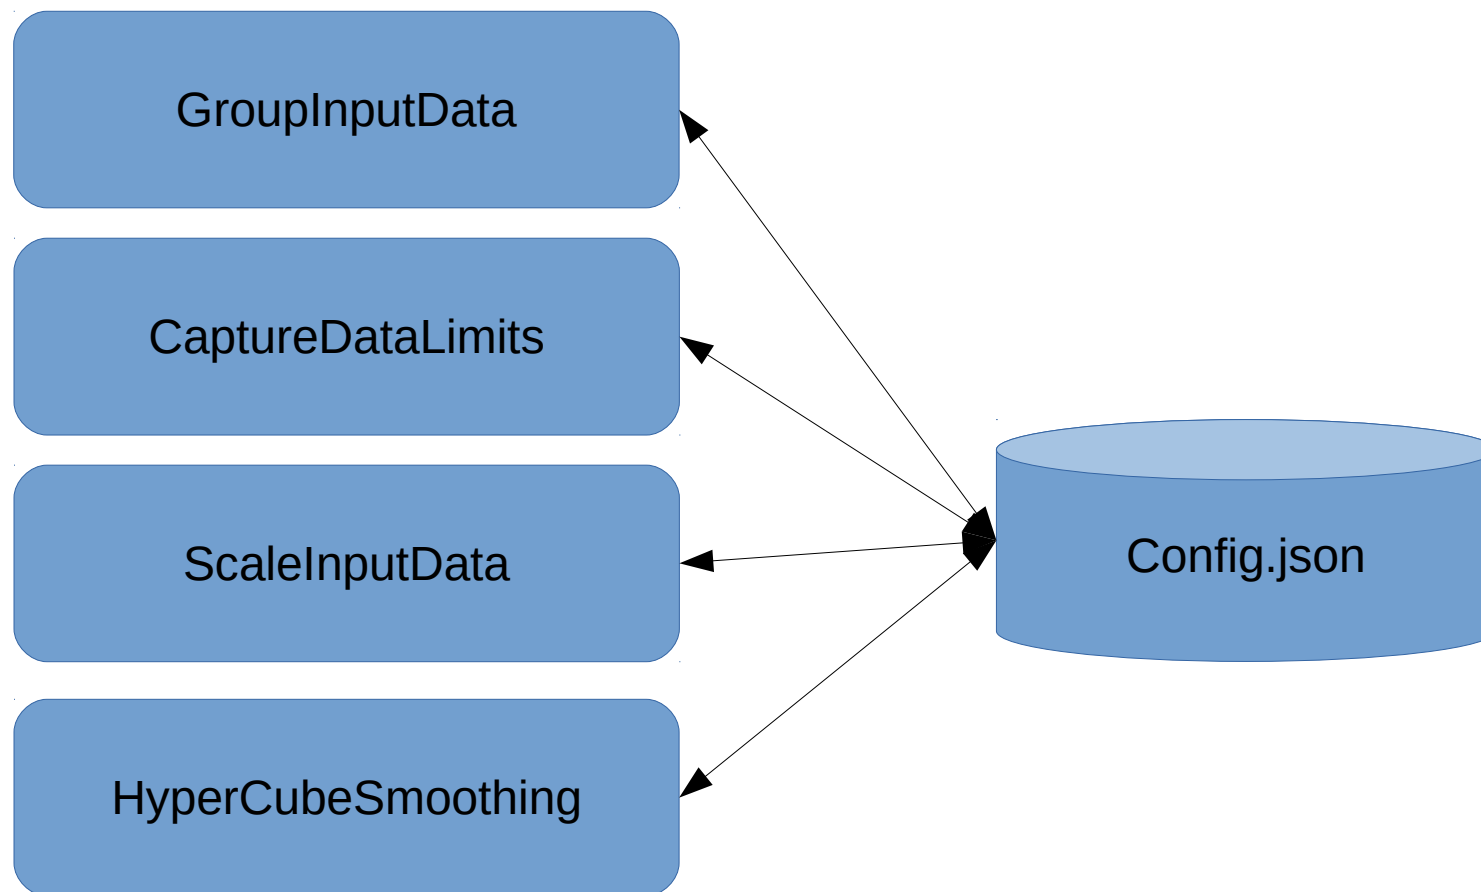 GroupInputData
CaptureDataLimits
ScaleInputData
Config.json
HyperCubeSmoothing